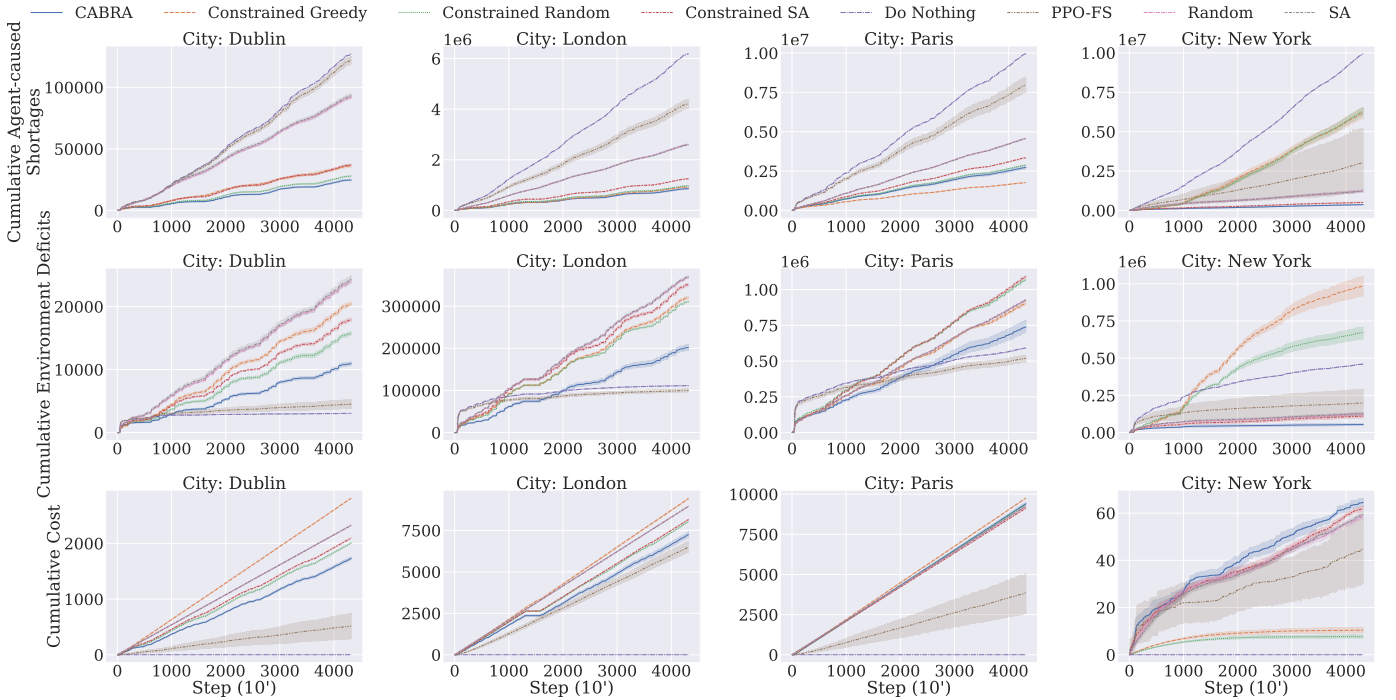 CABRA Constrained Greedy Constrained Random Constrained SA Do Nothing PPO-FS Random SA
Cumulative Agent-caused
Shortages
City: Dublin
100000
50000
0
0 1000 2000 3000 4000
City: London
1e6
6
4
2
0
0 1000 2000 3000 4000
City: Paris
1e7
1.00
0.75
0.50
0.25
0.00
0 1000 2000 3000 4000
City: New York
1e7
1.00
0.75
0.50
0.25
0.00
0 1000 2000 3000 4000
Cumulative Environment Deficits
City: Dublin
20000
10000
0
0 1000 2000 3000 4000
City: London
300000
200000
100000
0
0 1000 2000 3000 4000
City: Paris
1e6
1.00
0.75
0.50
0.25
0.00
0 1000 2000 3000 4000
City: New York
1e6
1.00
0.50
0.50
0.00
0 1000 2000 3000 4000
Cumulative Cost
City: Dublin
2000
1000
0
0 1000 2000 3000 4000
Step (10')
City: London
7500
5000
2500
0
0 1000 2000 3000 4000
Step (10')
City: Paris
10000
7500
5000
2500
0
0 1000 2000 3000 4000
Step (10')
City: New York
60
40
20
0
0 1000 2000 3000 4000
Step (10')